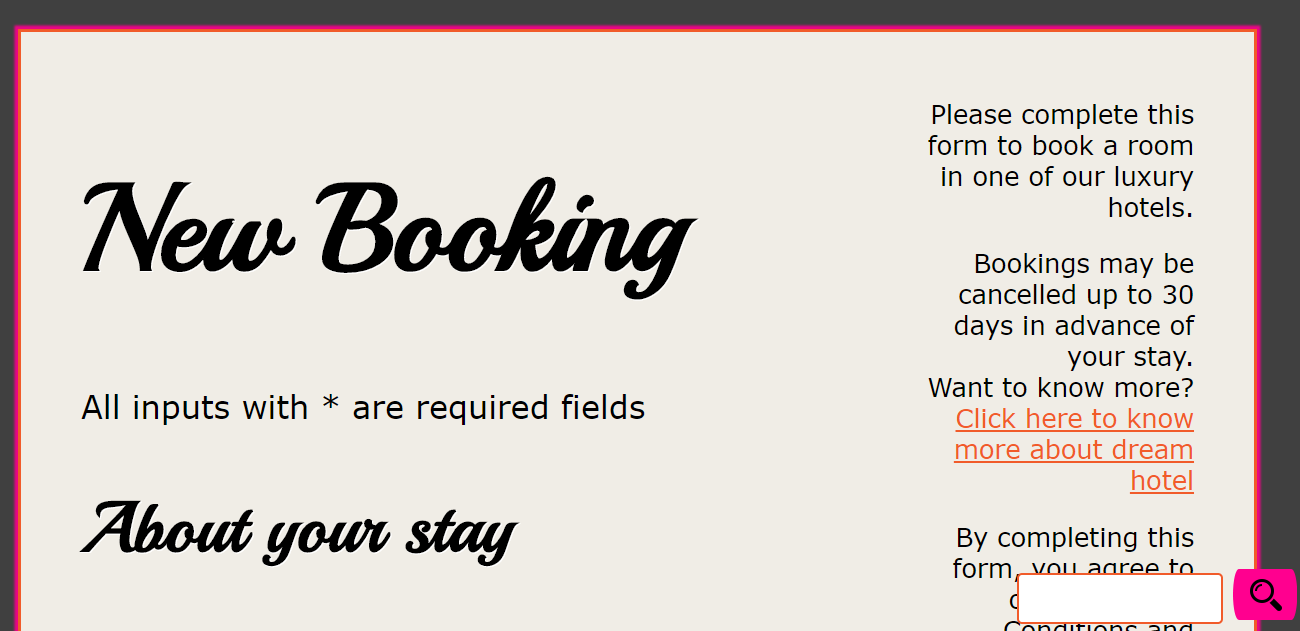 New Booking
All inputs with * are required fields
About your stay
Please complete this
form to book a room
in one of our luxury
hotels.
Bookings may be
cancelled up to 30
days in advance of
your stay.
Want to know more?
Click here to know
more about dream
hotel
By completing this
form, you agree to
Conditions and